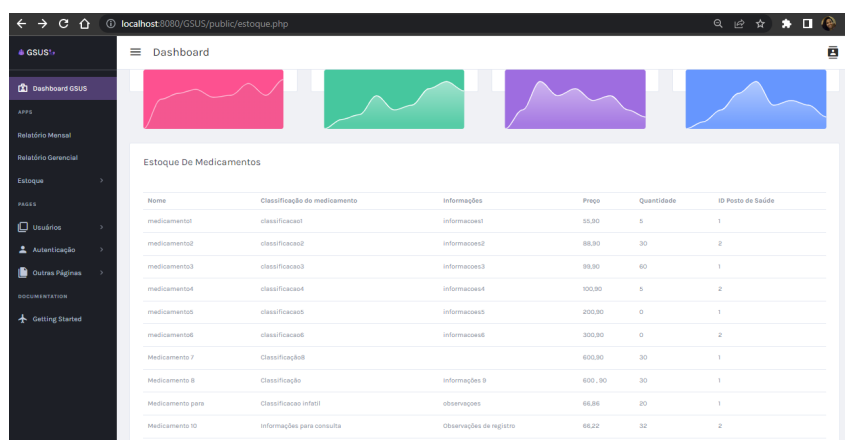 localhost:8080/GSUS/public/estoque.php
GSUS
Dashboard
Dashboard GSUS
APPS
Relatório Mensal
Relatório Gerencial
Estoque
PAGES
Usuários
Autenticação
Outras Páginas
DOCUMENTATION
Getting Started
Estoque De Medicamentos
Nome Classificação do medicamento Informações Preço Quantidade ID Posto de Saúde
medicamento1 classificacao1 informacoes1 55,90 5 1
medicamento2 classificacao2 informacoes2 88,90 30 2
medicamento3 classificacao3 informacoes3 99,90 60 1
medicamento4 classificacao4 informacoes4 100,90 5 2
medicamento5 classificacao5 informacoes5 200,90 0 1
medicamento6 classificacao6 informacoes6 300,90 0 2
Medicamento 7 Classificação8 600,90 30 1
Medicamento 8 Classificação Informações 9 600 , 90 30 1
Medicamento para Classificacao infatil observaçoes 66,86 20 1
Medicamento 10 Informações para consulta Observações de registro 66,22 32 2